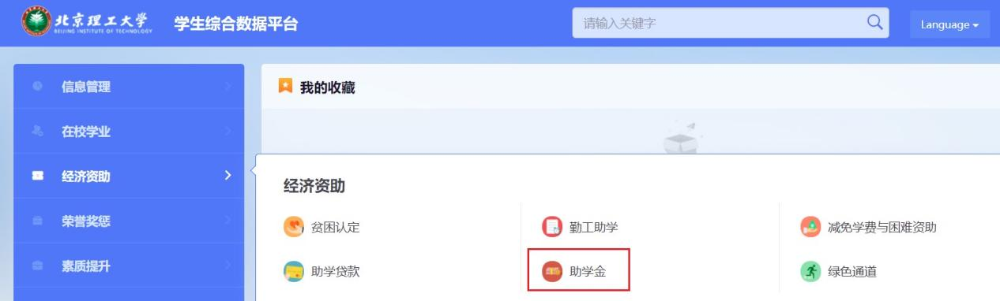 北京理工大学
BEIJING INSTITUTE OF TECHNOLOGY
学生综合数据平台
请输入关键字
Language
信息管理
在校学业
经济资助
荣誉奖惩
素质提升
我的收藏
经济资助
贫困认定
勤工助学
减免学费与困难资助
助学贷款
助学金
绿色通道